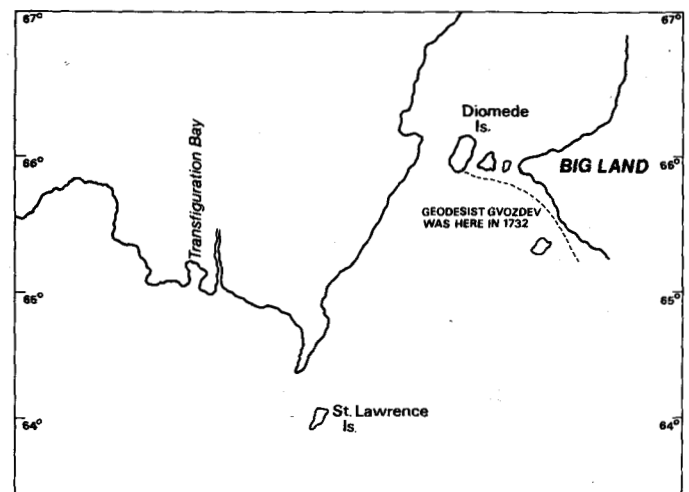 67°
67°
Diomede
Is.
Transfiguration Bay
66°
BIG LAND
66°
GEODESIST GVOZDEV
WAS HERE IN 1732
65°
65°
St. Lawrence
Is.
64°
64°